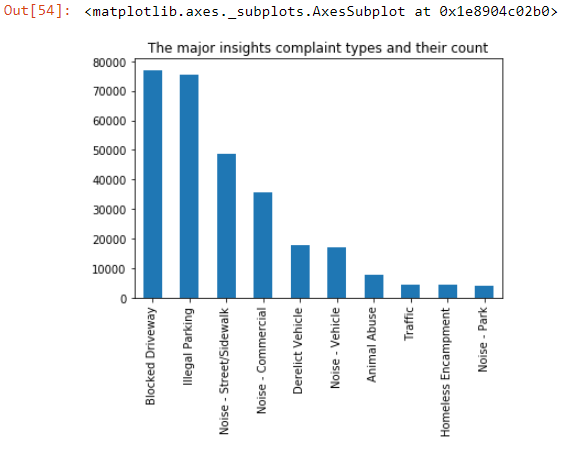 Out[54]: <matplotlib.axes._subplots.AxesSubplot at 0x1e8904c02b0>
The major insights complaint types and their count
80000
70000
60000
50000
40000
30000
20000
10000
0
Blocked Driveway
Illegal Parking
Noise - Street/Sidewalk
Noise - Commercial
Derelict Vehicle
Noise - Vehicle
Animal Abuse
Traffic
Homeless Encampment
Noise - Park